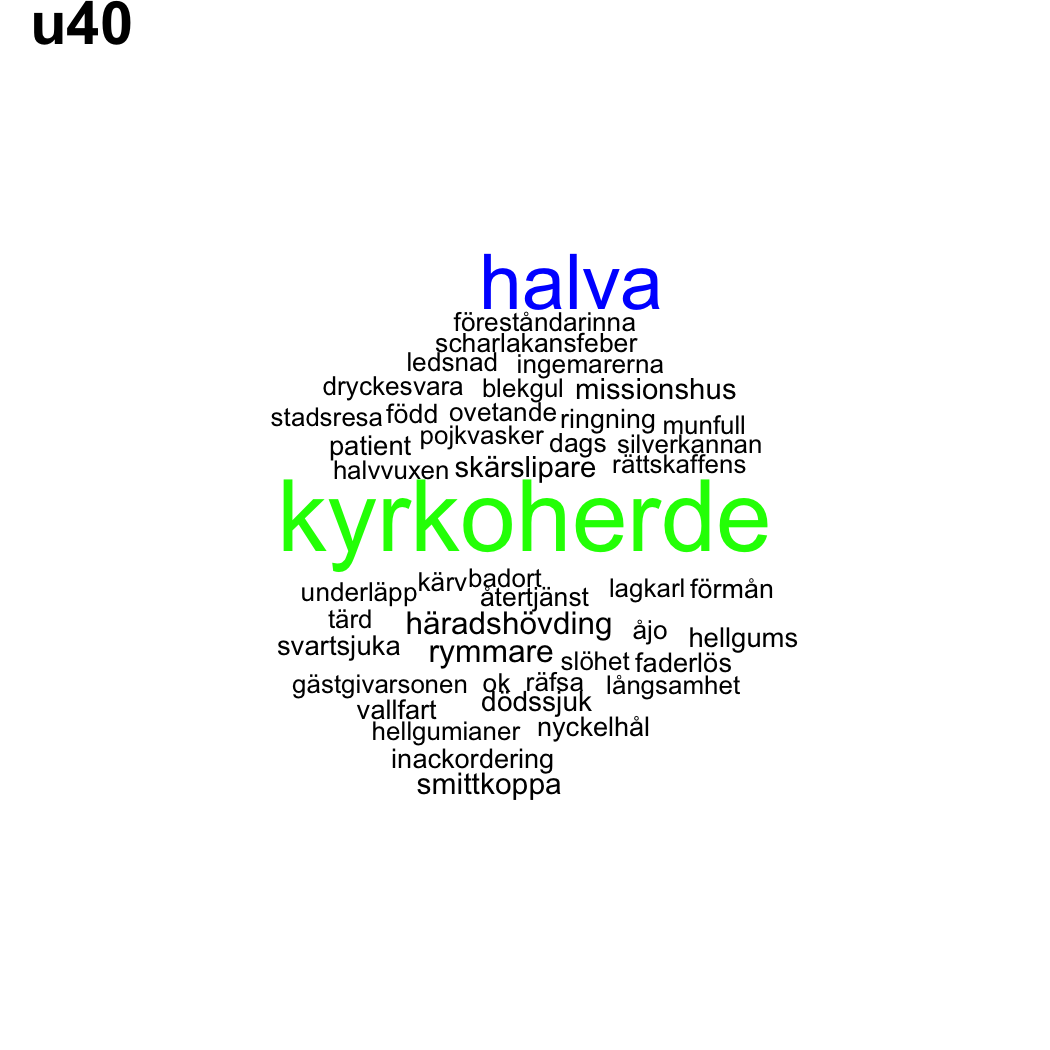 u40
halva
föreståndarinna
scharlakansfeber
ledsnad ingemarerna
dryckesvara blekgul missionshus
stadsresa född ovetande ringning munfull
patient pojkvasker dags silverkannan
halvvuxen skärslipare rättskaffens
kyrkoherde
underläpp kärv badort lagkarl förmån
återtjänst
tärd häradshövding åjo hellgums
svartsjuka rymmare slöhet faderlös
gästgivarsonen ok räfsa långsamhet
vallfart dödssjuk
hellgumianer nyckelhål
inackordering
smittkoppa